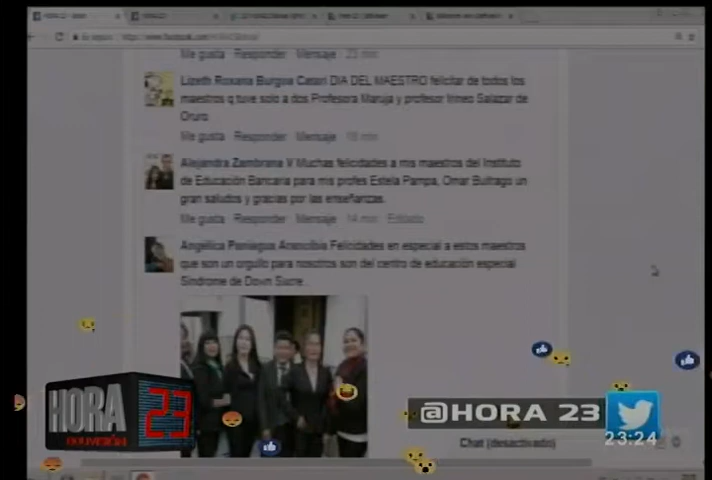 HORA 23
Me gusta Responder Mensaje 23 min
Lizeth Roxana Burgoa Catari DIA DEL MAESTRO felicitar de todos los
maestros q tuve solo a dos Profesora Maruja y profesor Irineo Salazar de
Oruro
Me gusta Responder Mensaje 18 min
Alejandra Zambrana V Muchas felicidades a mis maestros del Instituto
de Educación Bancaria para mis profes Estela Pampa, Omar Buitrago un
gran saludos y gracias por las enseñanzas.
Me gusta Responder Mensaje 14 min Editado
Angélica Paniagua Arancibia Felicidades en especial a estos maestros
que son un orgullo para nosotros son del centro de educación especial
Sindrome de Down Sucre.
HORA 23
BOLIVISIÓN
@HORA 23
23:24
Chat (desactivado)